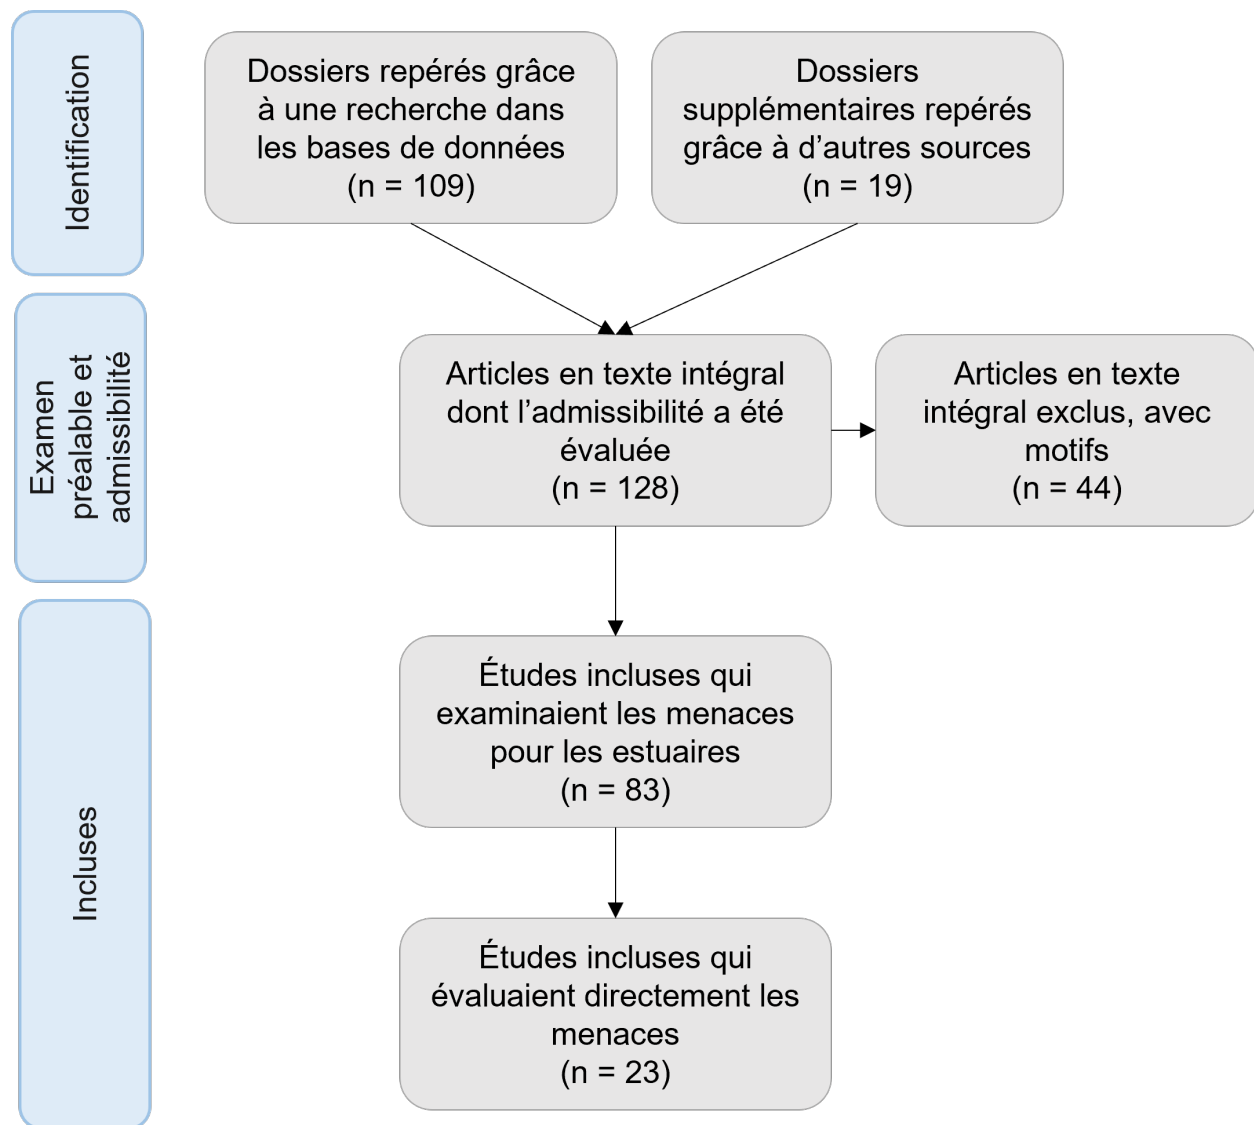 Identification
Dossiers repérés grâce
à une recherche dans
les bases de données
(n = 109)
Dossiers
supplémentaires repérés
grâce à d’autres sources
(n = 19)
Examen
préalable et
admissibilité
Articles en texte intégral
dont l’admissibilité a été
évaluée
(n = 128)
Articles en texte
intégral exclus, avec
motifs
(n = 44)
Incluses
Études incluses qui
examinaient les menaces
pour les estuaires
(n = 83)
Études incluses qui
évaluaient directement les
menaces
(n = 23)